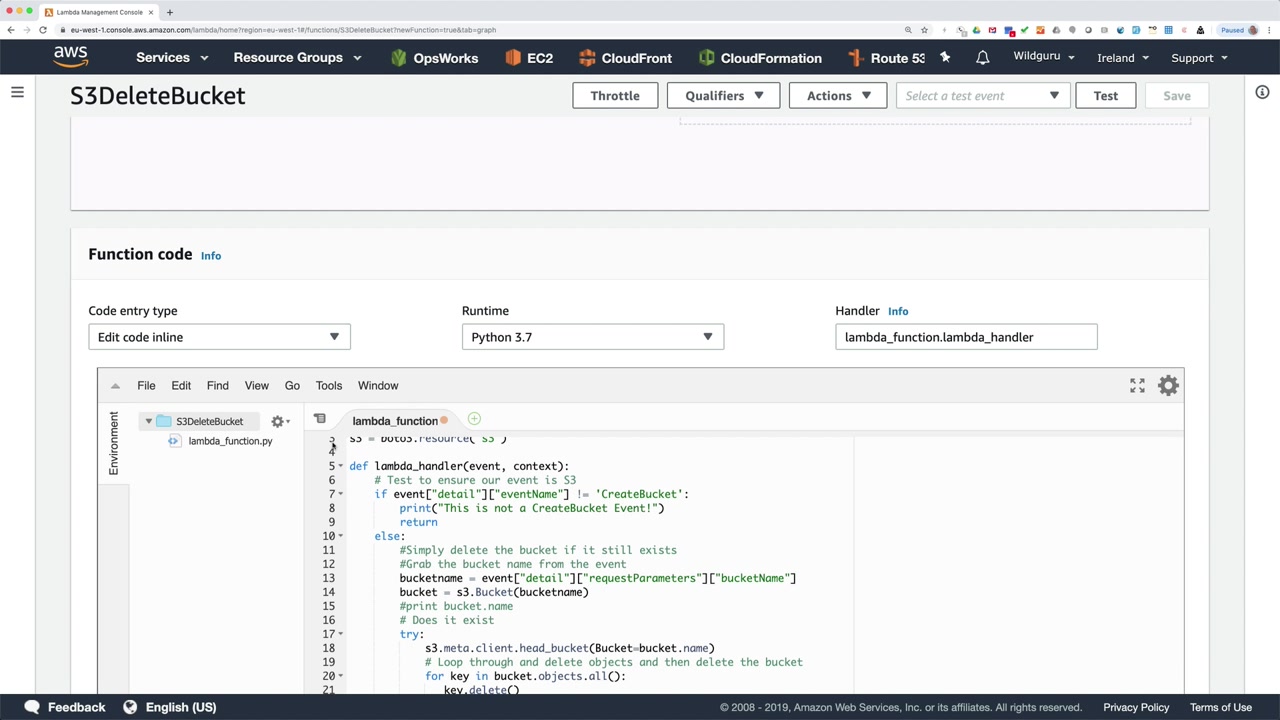 Lambda Management Console
eu-west-1.console.aws.amazon.com/lambda/home?region=eu-west-1#/functions/S3DeleteBucket?newFunction=true&tab=graph
Paused
aws Services Resource Groups OpsWorks EC2 CloudFront CloudFormation Route 53 Wildguru Ireland Support
S3DeleteBucket Throttle Qualifiers Actions Select a test event Test Save
Function code Info
Code entry type Runtime Handler Info
Edit code inline Python 3.7 lambda_function.lambda_handler
File Edit Find View Go Tools Window
Environment
S3DeleteBucket
lambda_function.py
lambda_function
3 s3 = boto3.resource('s3')
4
5 def lambda_handler(event, context):
6 # Test to ensure our event is S3
7 if event["detail"]["eventName"] != 'CreateBucket':
8 print("This is not a CreateBucket Event!")
9 return
10 else:
11 #Simply delete the bucket if it still exists
12 #Grab the bucket name from the event
13 bucketname = event["detail"]["requestParameters"]["bucketName"]
14 bucket = s3.Bucket(bucketname)
15 #print bucket.name
16 # Does it exist
17 try:
18 s3.meta.client.head_bucket(Bucket=bucket.name)
19 # Loop through and delete objects and then delete the bucket
20 for key in bucket.objects.all():
21 key.delete()
Feedback English (US) © 2008 - 2019, Amazon Web Services, Inc. or its affiliates. All rights reserved. Privacy Policy Terms of Use